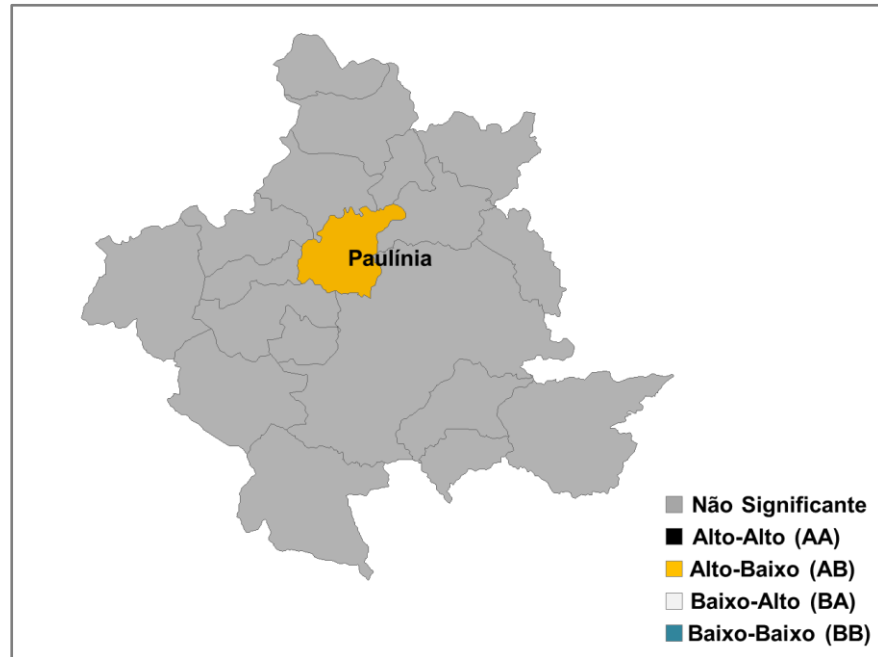 Paulínia
Não Significante
Alto-Alto (AA)
Alto-Baixo (AB)
Baixo-Alto (BA)
Baixo-Baixo (BB)